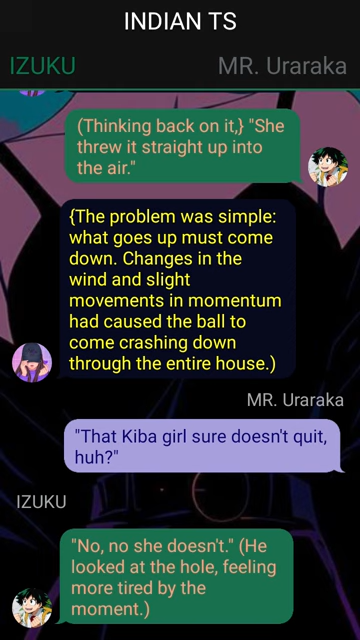 INDIAN TS
IZUKU
MR. Uraraka
(Thinking back on it,} "She
threw it straight up into
the air."
{The problem was simple:
what goes up must come
down. Changes in the
wind and slight
movements in momentum
had caused the ball to
come crashing down
through the entire house.)
MR. Uraraka
"That Kiba girl sure doesn't quit,
huh?"
IZUKU
"No, no she doesn't." (He
looked at the hole, feeling
more tired by the
moment.)